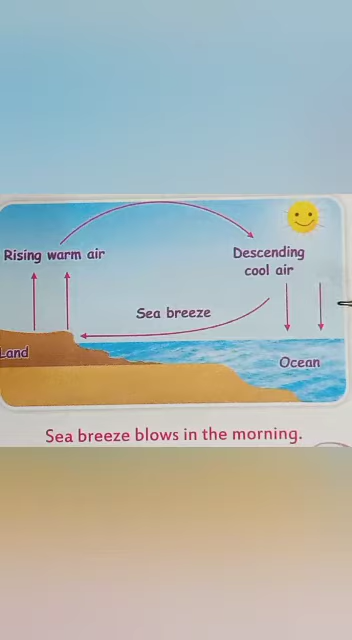 Rising warm air
Descending
cool air
Sea breeze
Land
Ocean
Sea breeze blows in the morning.